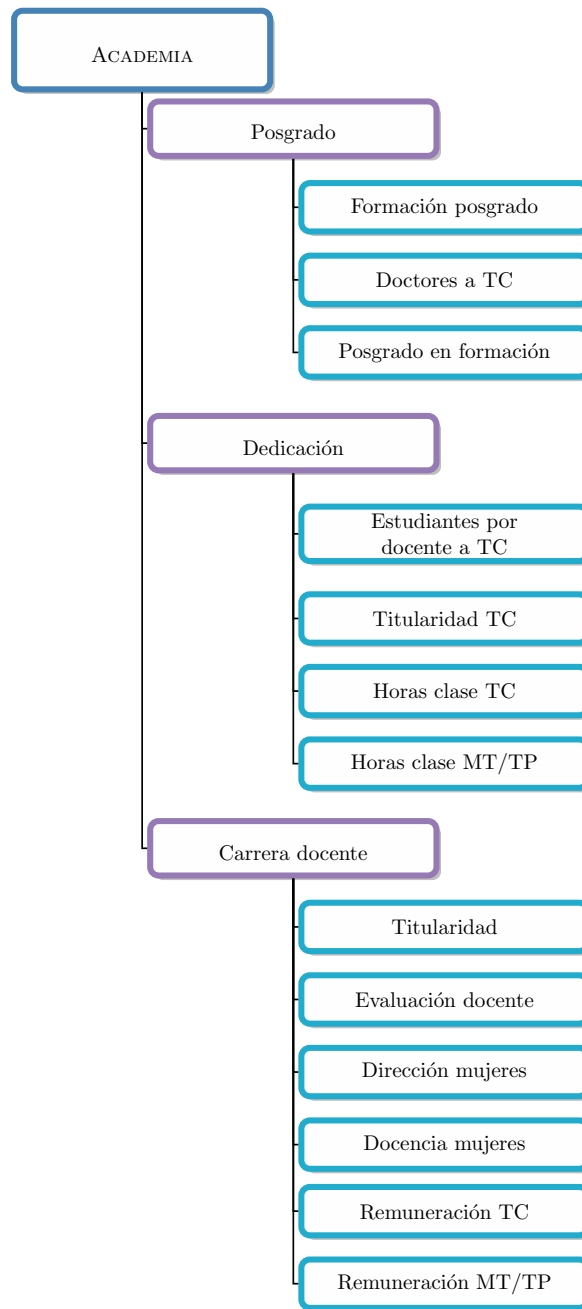 ACADEMIA
Posgrado
Formación posgrado
Doctores a TC
Posgrado en formación
Dedicación
Estudiantes por
docente a TC
Titularidad TC
Horas clase TC
Horas clase MT/TP
Carrera docente
Titularidad
Evaluación docente
Dirección mujeres
Docencia mujeres
Remuneración TC
Remuneración MT/TP